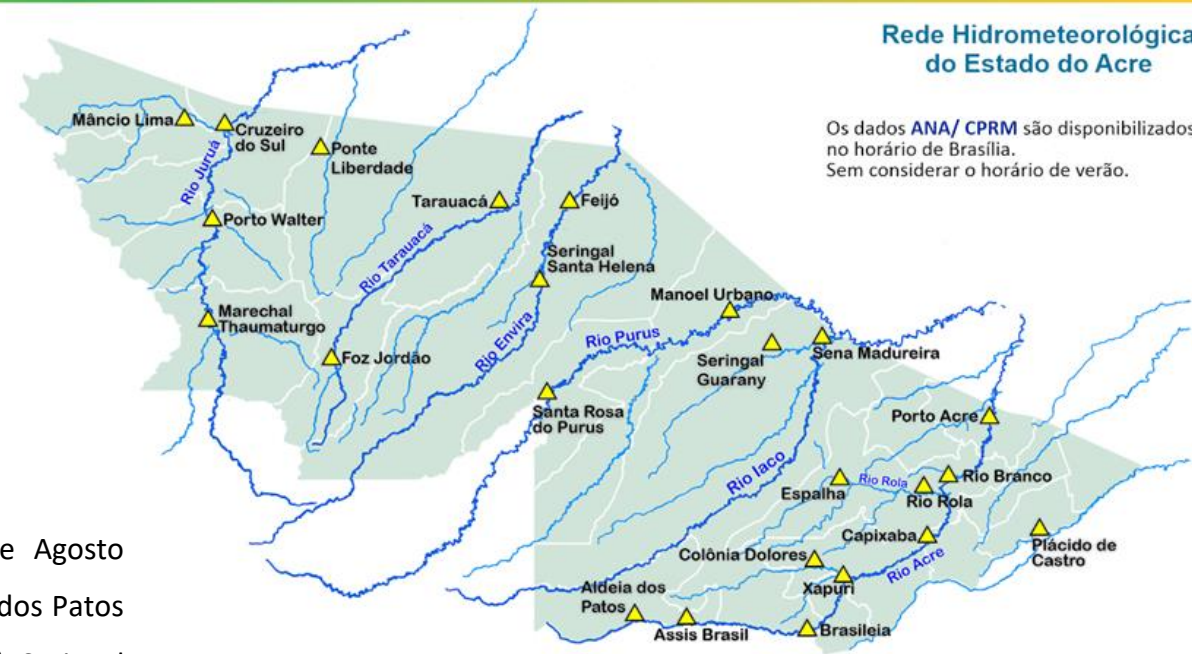 Rede Hidrometeorológica
do Estado do Acre
Os dados ANA/ CPRM são disponibilizados
no horário de Brasília.
Sem considerar o horário de verão.
Mâncio Lima
Cruzeiro
do Sul
Ponte
Liberdade
Rio Juruá
Tarauacá
Feijó
Porto Walter
Rio Tarauacá
Seringal
Santa Helena
Manoel Urbano
Marechal
Thaumaturgo
Rio Envira
Rio Purus
Foz Jordão
Seringal
Guarany
Sena Madureira
Santa Rosa
do Purus
Porto Acre
Rio Iaco
Espalha
Rio Rola
Rio Rola
Rio Branco
Capixaba
Plácido de
Castro
Colônia Dolores
Rio Acre
Xapuri
Aldeia dos
Patos
Assis Brasil
Brasileia
e Agosto
dos Patos